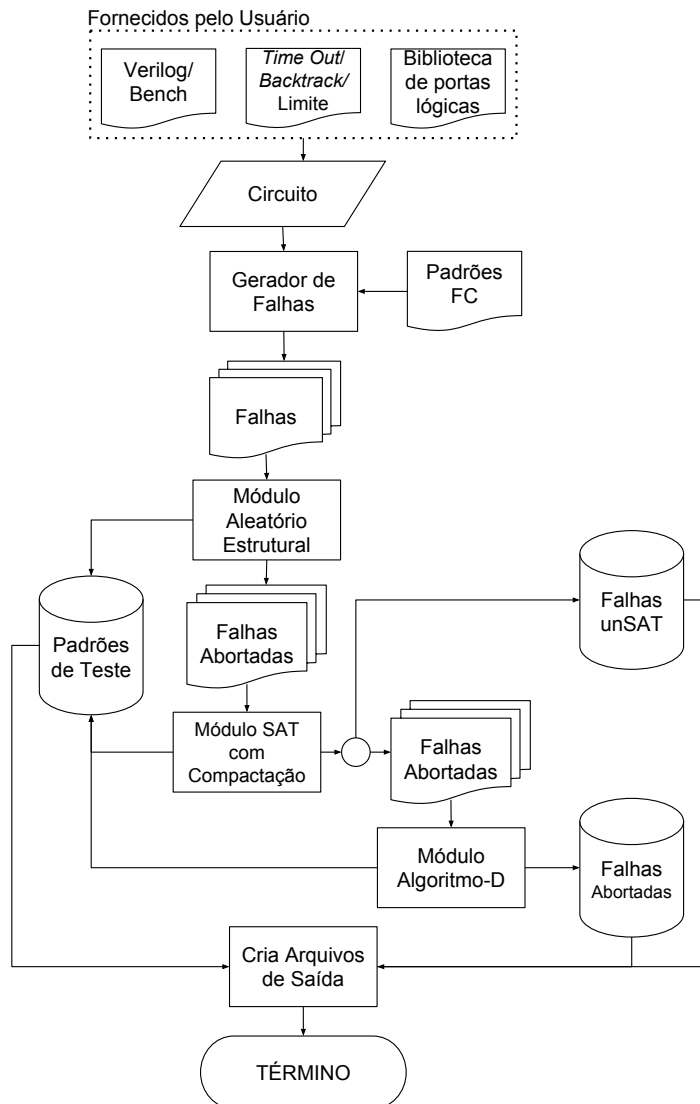 Fornecidos pelo Usuário
Verilog/
Bench
Time Out/
Backtrack/
Limite
Biblioteca
de portas
lógicas
Circuito
Gerador de
Falhas
Padrões
FC
Falhas
Módulo
Aleatório
Estrutural
Padrões
de Teste
Falhas
Abortadas
Falhas
unSAT
Módulo SAT
com
Compactação
Falhas
Abortadas
Módulo
Algoritmo-D
Falhas
Abortadas
Cria Arquivos
de Saída
TÉRMINO